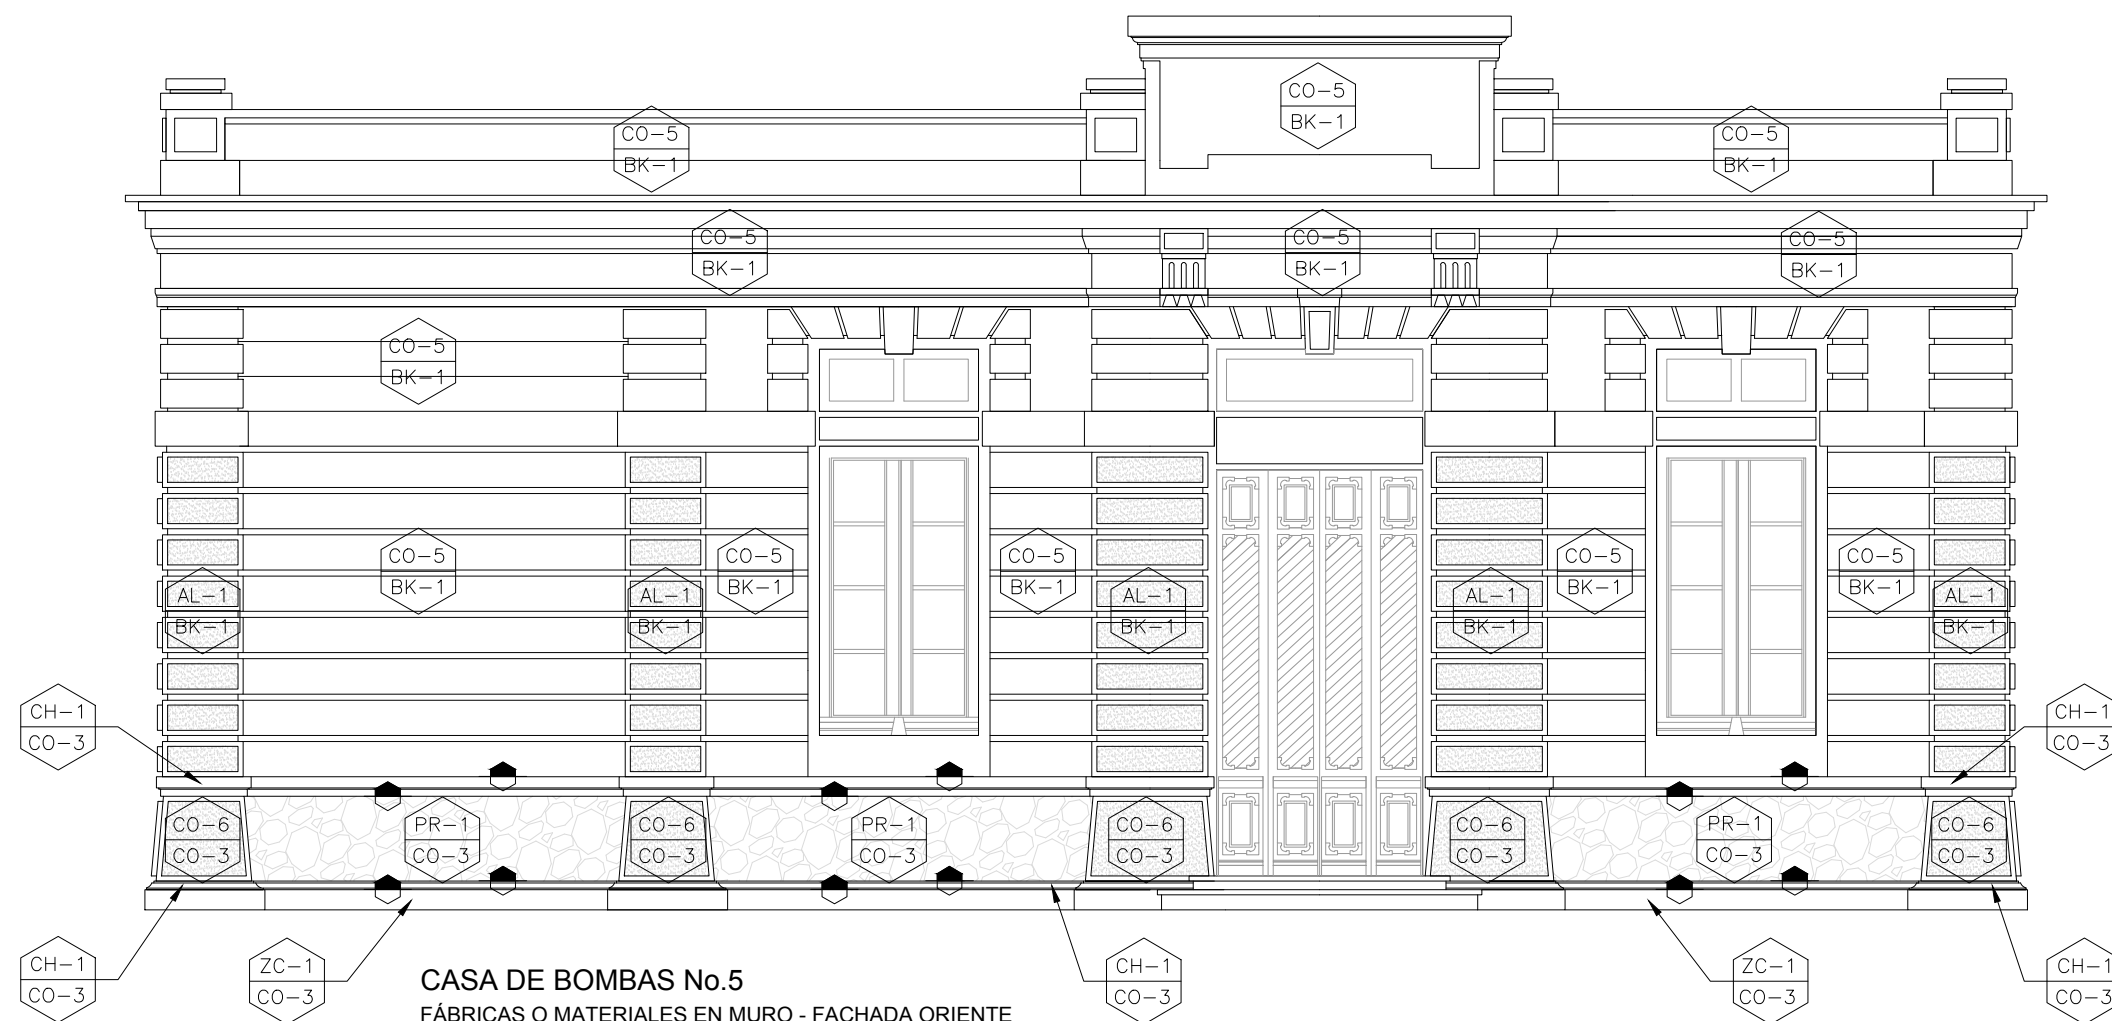 CO-5
BK-1
CO-5
BK-1
CO-5
BK-1
CO-5
BK-1
CO-5
BK-1
CO-5
BK-1
CO-5
BK-1
CO-5
BK-1
CO-5
BK-1
CO-5
BK-1
CO-5
BK-1
CO-5
BK-1
AL-1
BK-1
AL-1
BK-1
AL-1
BK-1
AL-1
BK-1
AL-1
BK-1
CH-1
CO-3
CH-1
CO-3
CO-6
CO-3
PR-1
CO-3
CO-6
CO-3
PR-1
CO-3
CO-6
CO-3
CO-6
CO-3
PR-1
CO-3
CO-6
CO-3
CH-1
CO-3
ZC-1
CO-3
CH-1
CO-3
ZC-1
CO-3
CH-1
CO-3
CASA DE BOMBAS No.5
FÁBRICAS O MATERIALES EN MURO - FACHADA ORIENTE